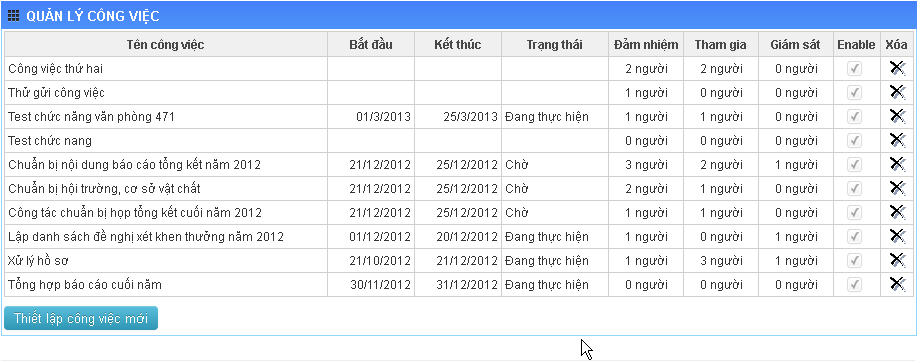 QUẢN LÝ CÔNG VIỆC
Tên công việc Bắt đầu Kết thúc Trạng thái Đảm nhiệm Tham gia Giám sát Enable Xóa
Công việc thứ hai 2 người 2 người 0 người
Thử gửi công việc 1 người 0 người 0 người
Test chức năng văn phòng 471 01/3/2013 25/3/2013 Đang thực hiện 1 người 1 người 0 người
Test chức nang 0 người 0 người 0 người
Chuẩn bị nội dung báo cáo tổng kết năm 2012 21/12/2012 25/12/2012 Chờ 3 người 2 người 1 người
Chuẩn bị hội trường, cơ sở vật chất 21/12/2012 25/12/2012 Chờ 2 người 1 người 0 người
Công tác chuẩn bị họp tổng kết cuối năm 2012 21/12/2012 25/12/2012 Chờ 1 người 1 người 0 người
Lập danh sách đề nghị xét khen thưởng năm 2012 01/12/2012 20/12/2012 Đang thực hiện 1 người 0 người 1 người
Xử lý hồ sơ 21/10/2012 21/12/2012 Đang thực hiện 1 người 3 người 1 người
Tổng hợp báo cáo cuối năm 30/11/2012 31/12/2012 Đang thực hiện 0 người 0 người 0 người
Thiết lập công việc mới